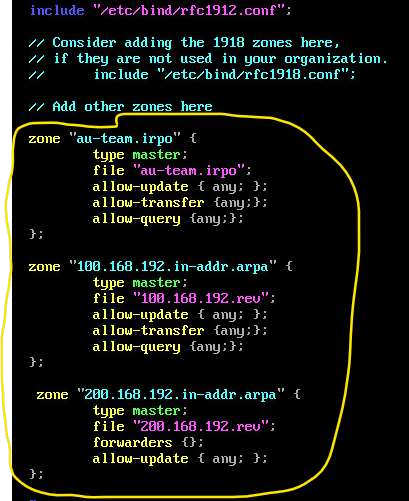 include "/etc/bind/rfc1912.conf";
// Consider adding the 1918 zones here,
// if they are not used in your organization.
//      include "/etc/bind/rfc1918.conf";
// Add other zones here
zone "au-team.irpo" {
        type master;
        file "au-team.irpo";
        allow-update { any; };
        allow-transfer {any;};
        allow-query {any;};
};
zone "100.168.192.in-addr.arpa" {
        type master;
        file "100.168.192.rev";
        allow-update { any; };
        allow-transfer {any;};
        allow-query {any;};
};
 zone "200.168.192.in-addr.arpa" {
        type master;
        file "200.168.192.rev";
        forwarders {};
        allow-update { any; };
};